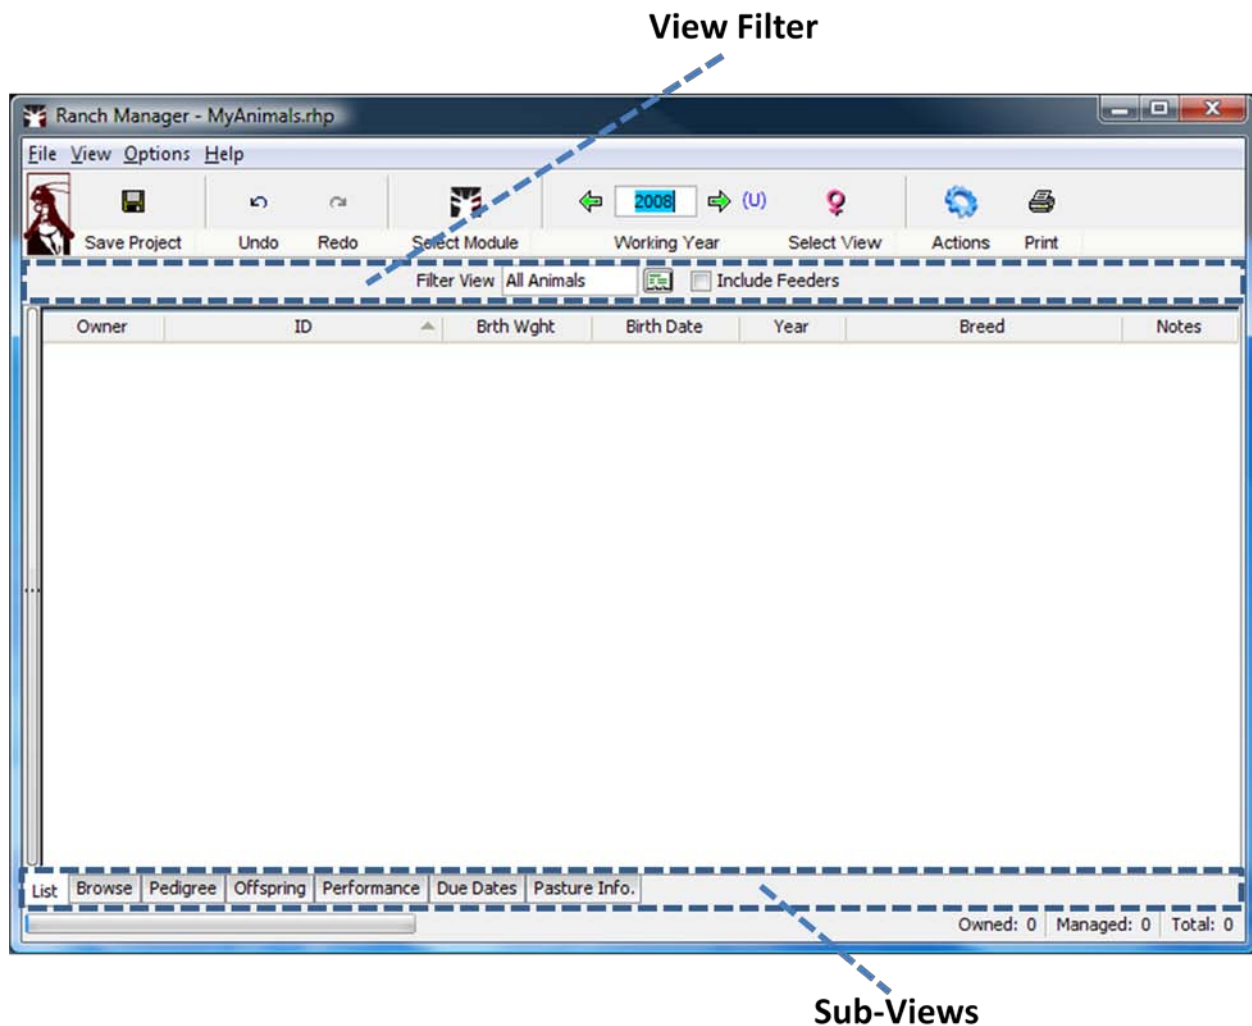 View Filter
Ranch Manager - MyAnimals.rhp
File View Options Help
2008 (U)
Save Project Undo Redo Select Module Working Year Select View Actions Print
Filter View All Animals Include Feeders
Owner ID Brth Wght Birth Date Year Breed Notes
List Browse Pedigree Offspring Performance Due Dates Pasture Info.
Owned: 0 Managed: 0 Total: 0
Sub-Views